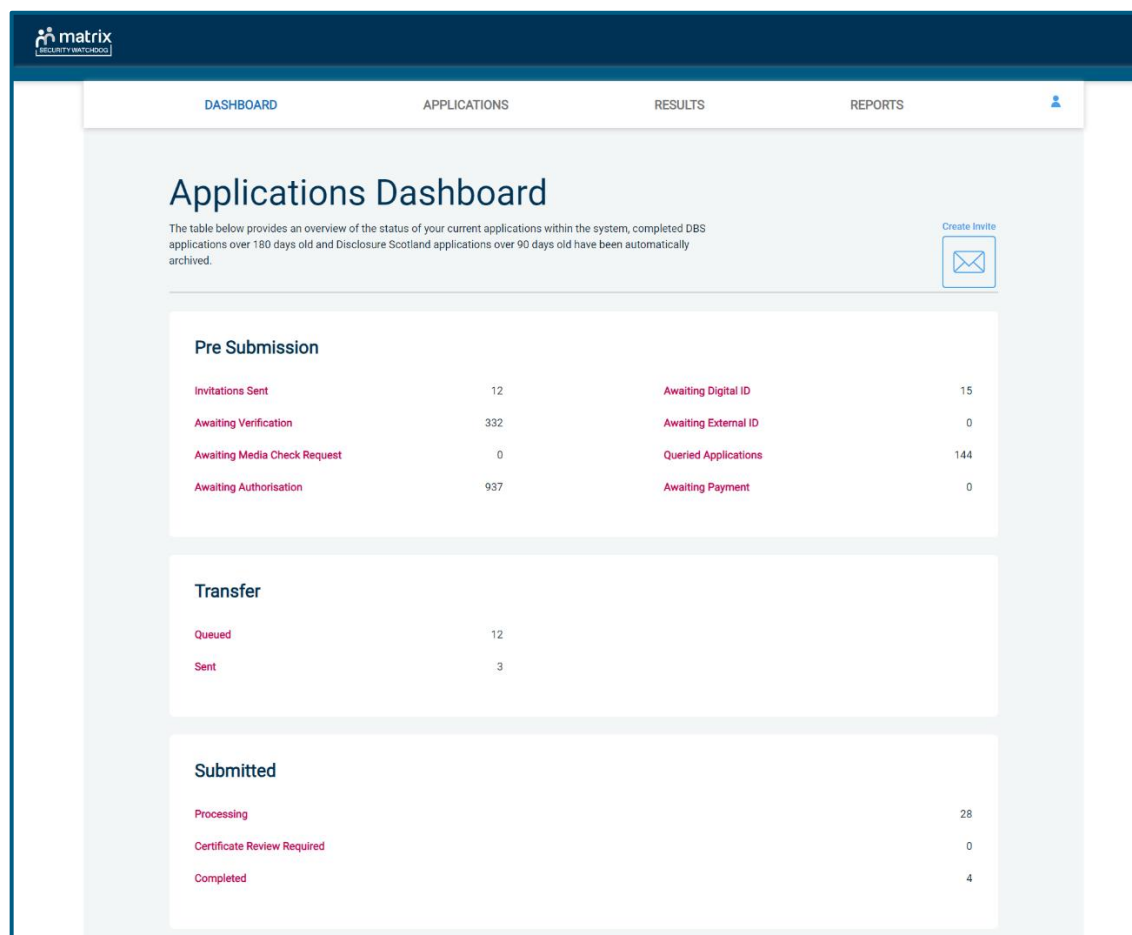 matrix
SECURITY WATCHDOG
DASHBOARD APPLICATIONS RESULTS REPORTS
Applications Dashboard
The table below provides an overview of the status of your current applications within the system, completed DBS
applications over 180 days old and Disclosure Scotland applications over 90 days old have been automatically
archived.
Create Invite
Pre Submission
Invitations Sent 12 Awaiting Digital ID 15
Awaiting Verification 332 Awaiting External ID 0
Awaiting Media Check Request 0 Queried Applications 144
Awaiting Authorisation 937 Awaiting Payment 0
Transfer
Queued 12
Sent 3
Submitted
Processing 28
Certificate Review Required 0
Completed 4